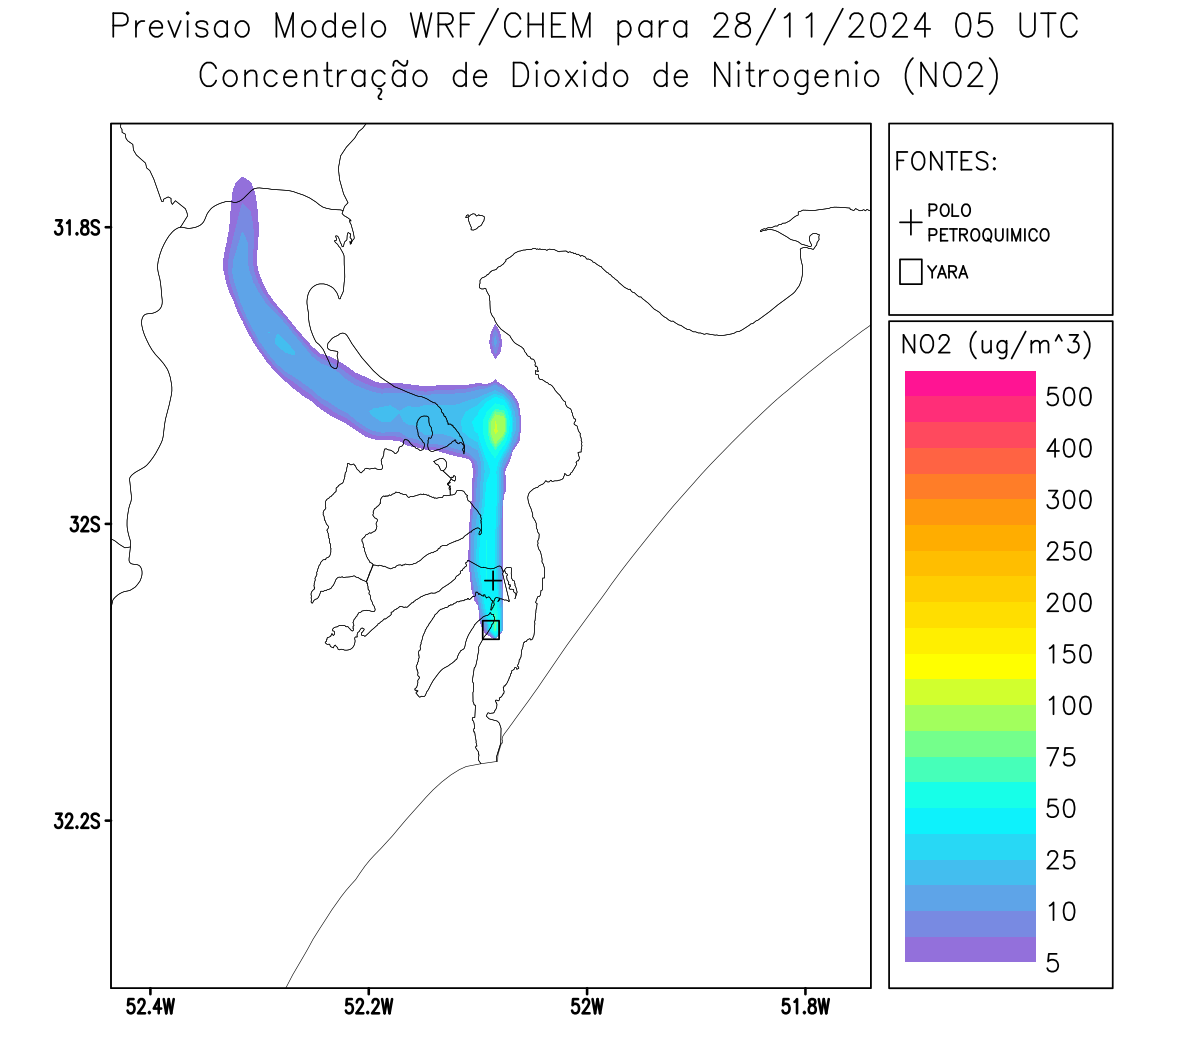 Previsao Modelo WRF/CHEM para 28/11/2024 05 UTC
Concentração de Dioxido de Nitrogenio (NO2)
FONTES:
POLO
PETROQUIMICO
YARA
31.8S
32S
32.2S
52.4W
52.2W
52W
51.8W
NO2 (ug/m^3)
500
400
300
250
200
150
100
75
50
25
10
5